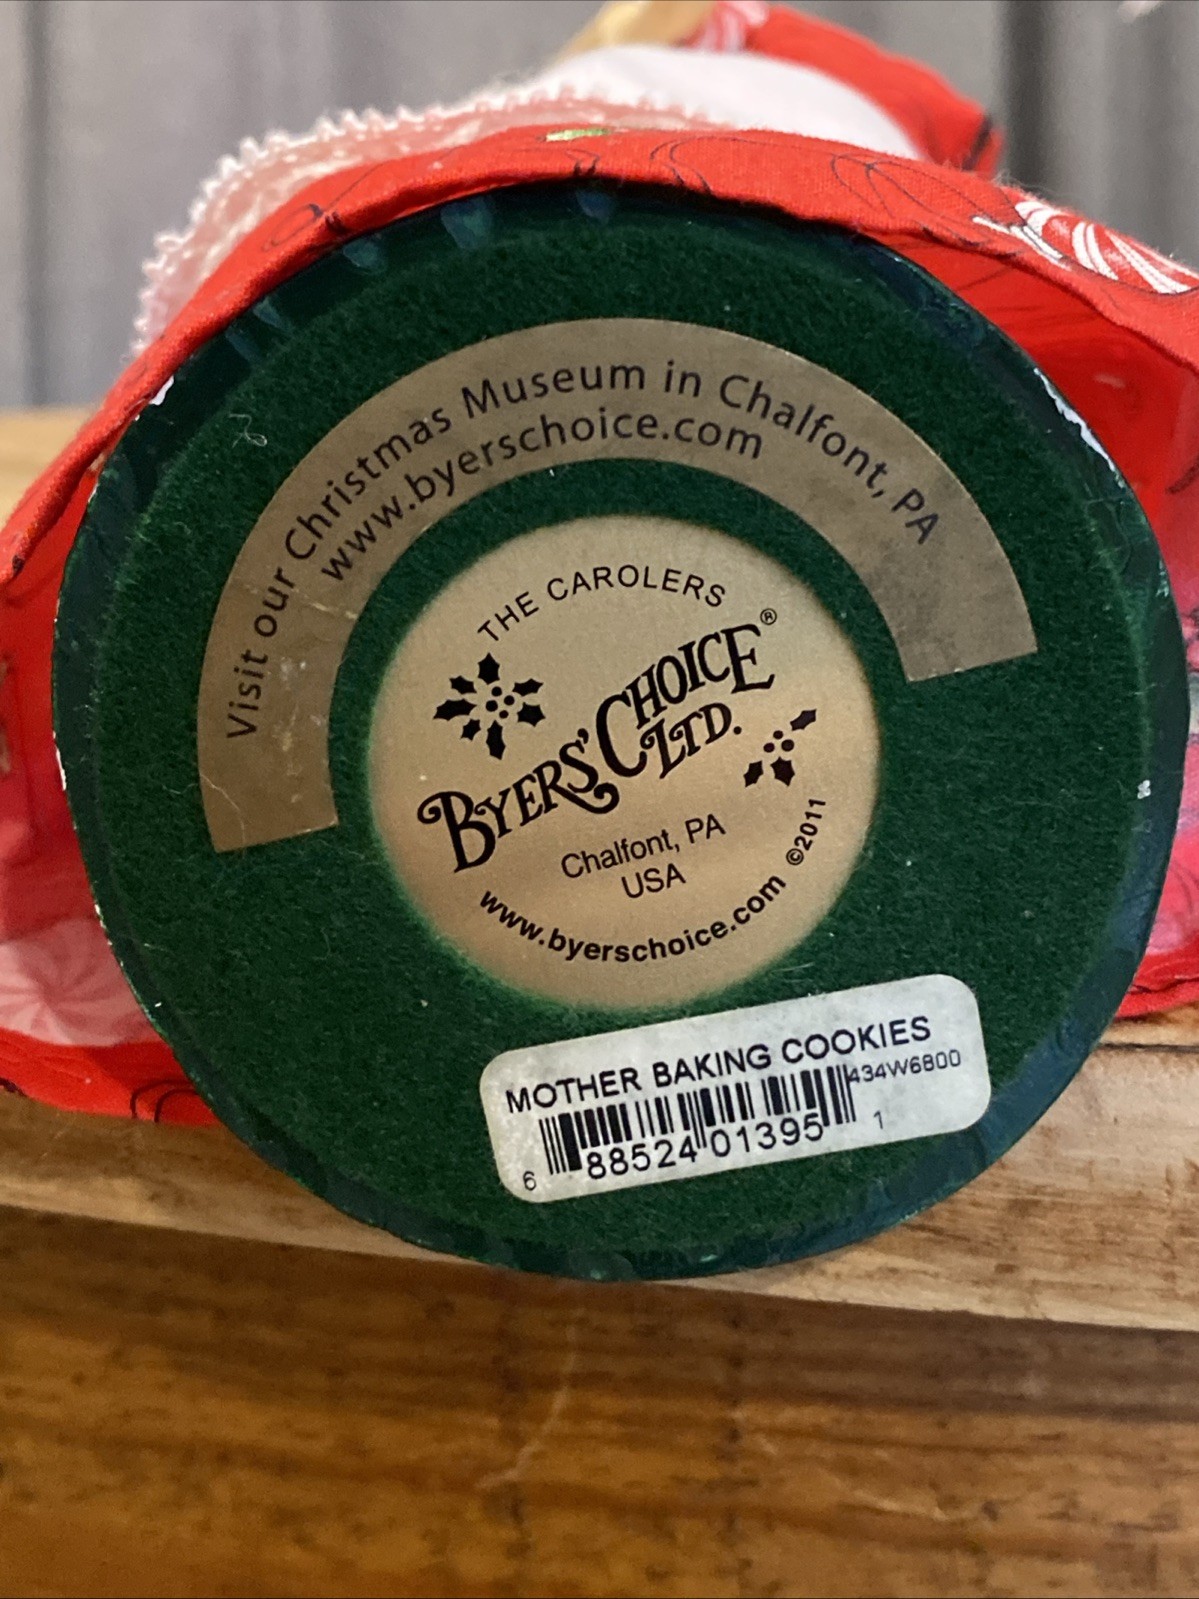 Visit our Christmas Museum in Chalfont, PA
www.byerschoice.com
THE CAROLERS
BYERS' CHOICE®
LTD.
Chalfont, PA
USA
www.byerschoice.com ©2011
MOTHER BAKING COOKIES
434W6800
6 88524 01395 1